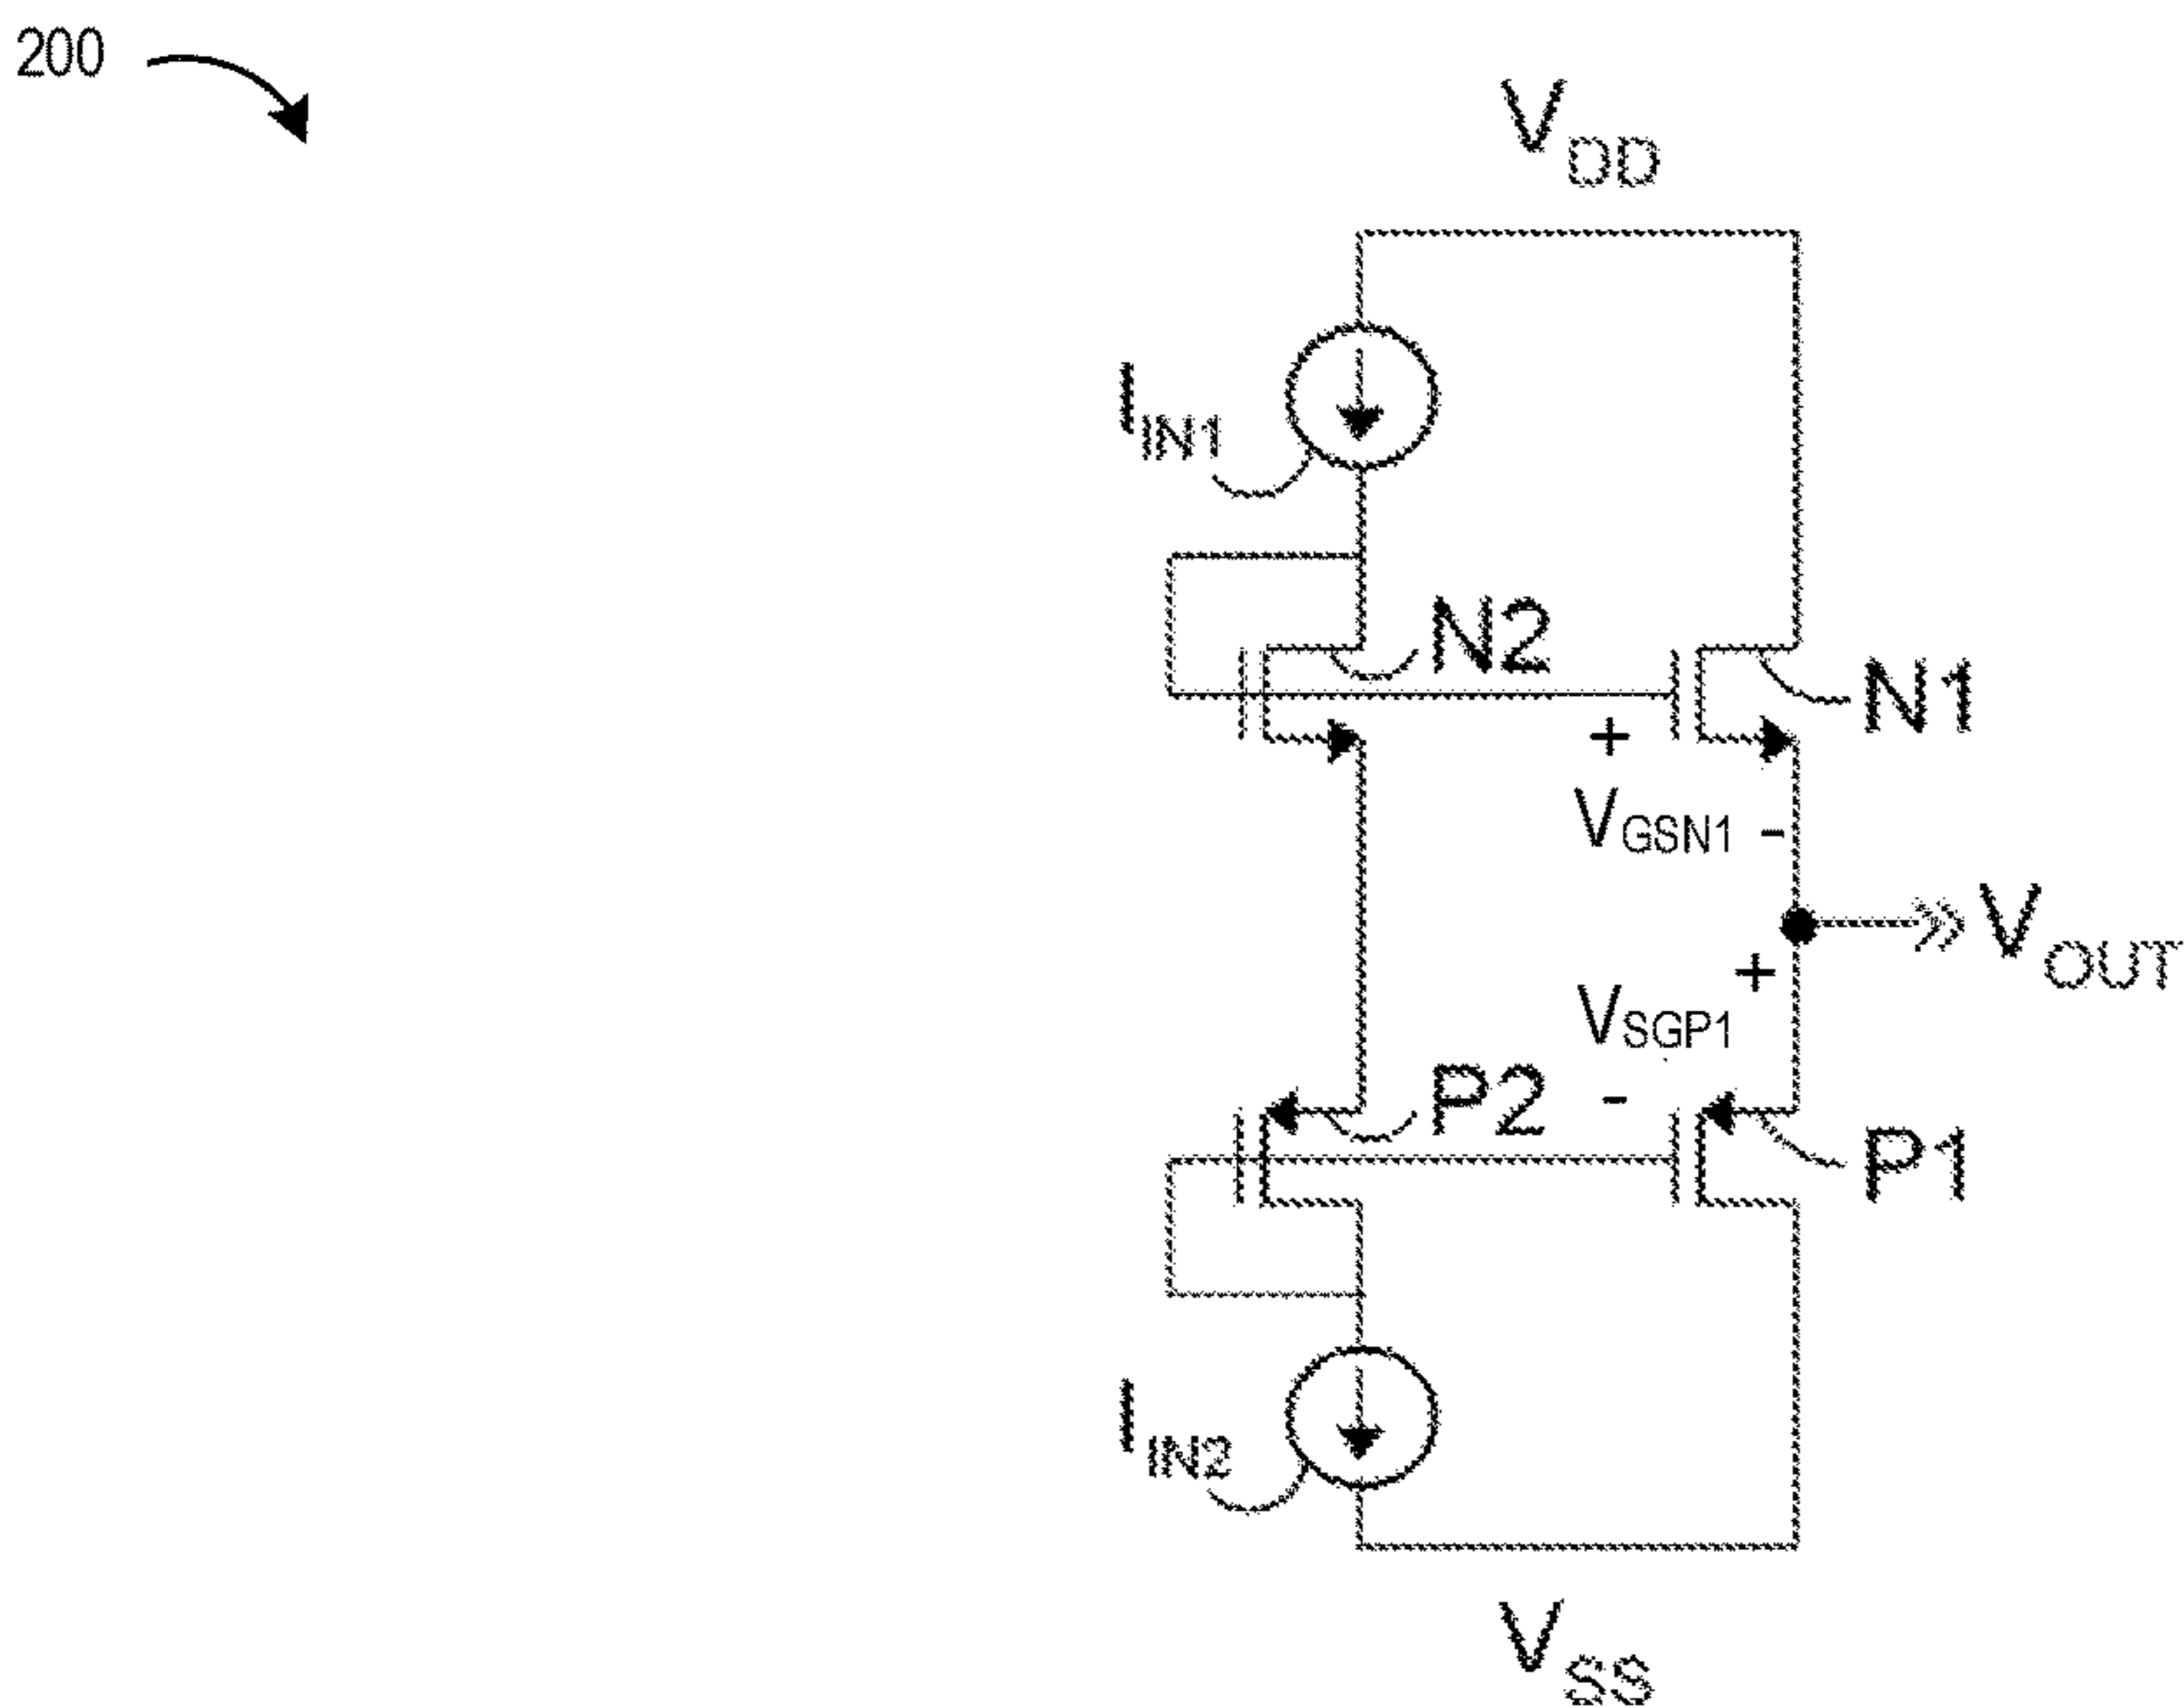 200
VDD
IIN1
N2
N1
+
VGSN1 -
VOUT
+
VSGP1
P2
-
P1
IIN2
VSS